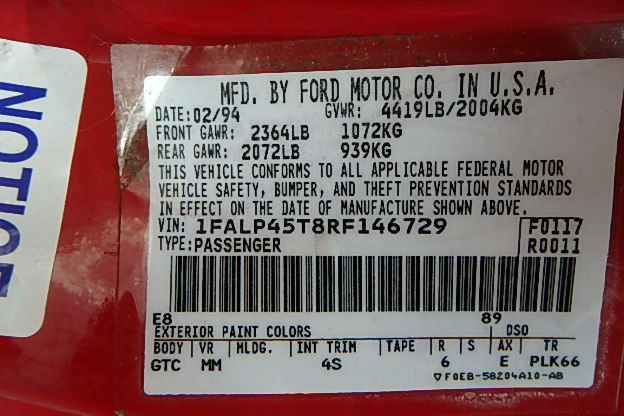 NOTICE
MFD. BY FORD MOTOR CO. IN U.S.A.
DATE: 02/94 GVWR: 4419LB/2004KG
FRONT GAWR: 2364LB 1072KG
REAR GAWR: 2072LB 939KG
THIS VEHICLE CONFORMS TO ALL APPLICABLE FEDERAL MOTOR
VEHICLE SAFETY, BUMPER, AND THEFT PREVENTION STANDARDS
IN EFFECT ON THE DATE OF MANUFACTURE SHOWN ABOVE.
VIN: 1FALP45T8RF146729 F0117
TYPE: PASSENGER R0011
E8 89
EXTERIOR PAINT COLORS DSO
BODY VR MLDG. INT TRIM TAPE R S AX TR
GTC MM 4S 6 E PLK66
▽ F0EB-58204A10-AB